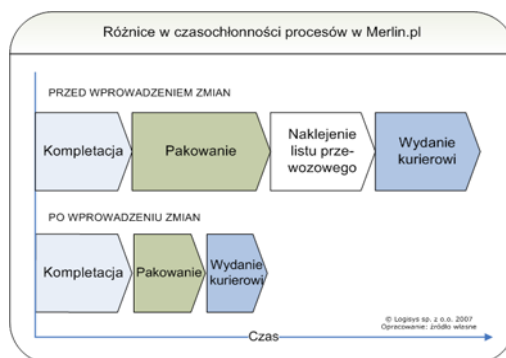 Różnice w czasochłonności procesów w Merlin.pl
PRZED WPROWADZENIEM ZMIAN
Kompletacja
Pakowanie
Naklejenie
listu prze-
wozowego
Wydanie
kurierowi
PO WPROWADZENIU ZMIAN
Kompletacja
Pakowanie
Wydanie
kurierowi
© Logisys sp. z o.o. 2007
Opracowanie: źródło własne
Czas